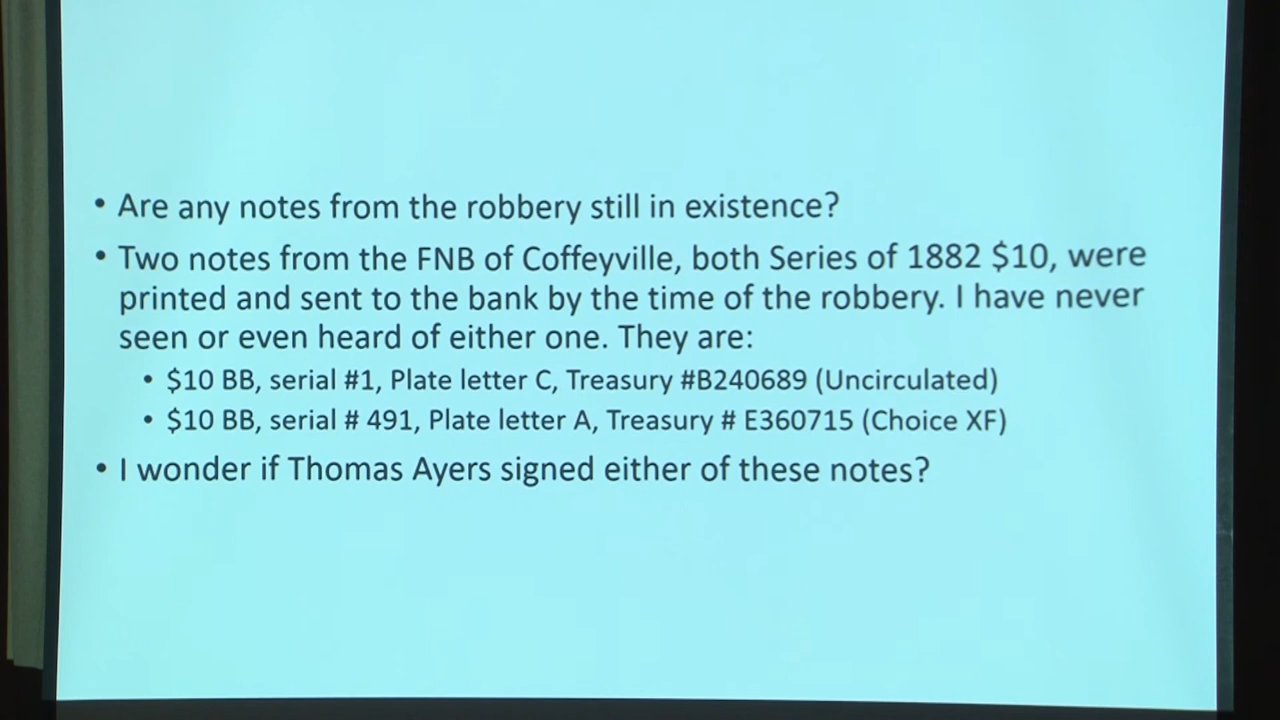 • Are any notes from the robbery still in existence?
• Two notes from the FNB of Coffeyville, both Series of 1882 $10, were
printed and sent to the bank by the time of the robbery. I have never
seen or even heard of either one. They are:
• $10 BB, serial #1, Plate letter C, Treasury #B240689 (Uncirculated)
• $10 BB, serial # 491, Plate letter A, Treasury # E360715 (Choice XF)
• I wonder if Thomas Ayers signed either of these notes?